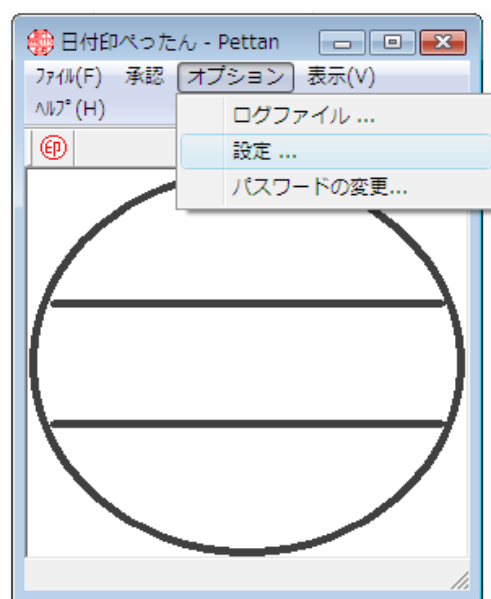 日付印ぺったん - Pettan
ﾌｧｲﾙ(F) 承認 オプション 表示(V)
ﾍﾙﾌﾟ(H)
ログファイル ...
印
設定 ...
パスワードの変更...